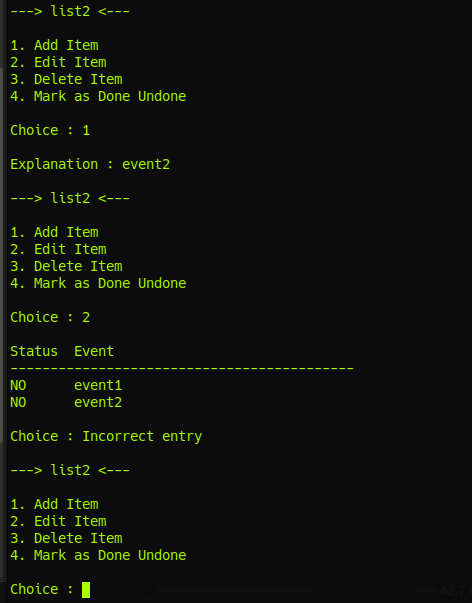 ---> list2 <---
1. Add Item
2. Edit Item
3. Delete Item
4. Mark as Done Undone
Choice : 1
Explanation : event2
---> list2 <---
1. Add Item
2. Edit Item
3. Delete Item
4. Mark as Done Undone
Choice : 2
Status  Event
-------------------------------------------
NO      event1
NO      event2
Choice : Incorrect entry
---> list2 <---
1. Add Item
2. Edit Item
3. Delete Item
4. Mark as Done Undone
Choice :